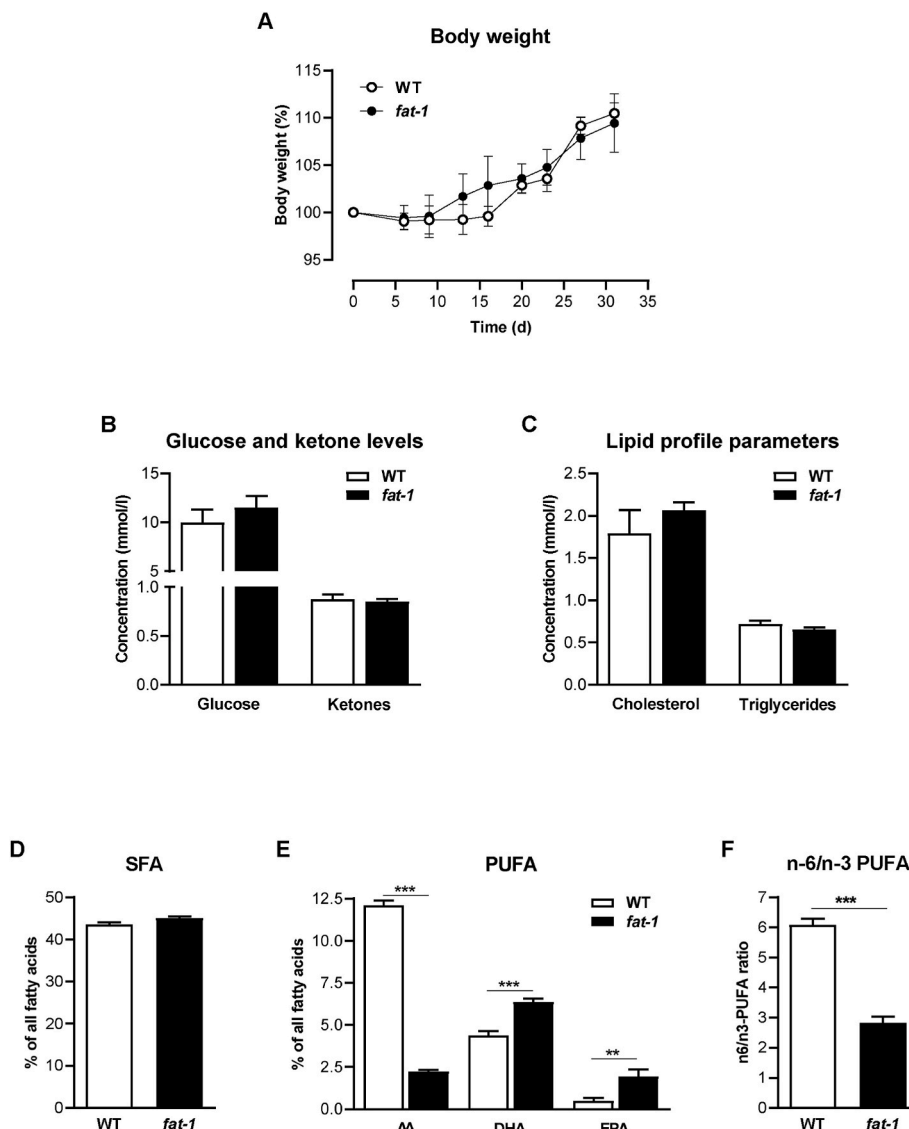 A
Body weight
115
110
105
100
95
Body weight (%)
WT
fat-1
0 5 10 15 20 25 30 35
Time (d)
B
Glucose and ketone levels
15
10
5
1.0
0.5
0.0
Concentration (mmol/l)
WT
fat-1
Glucose Ketones
C
Lipid profile parameters
2.5
2.0
1.5
1.0
0.5
0.0
Concentration (mmol/l)
WT
fat-1
Cholesterol Triglycerides
D
SFA
50
40
30
20
10
0
% of all fatty acids
WT fat-1
E
PUFA
12.5
10.0
7.5
5.0
2.5
0.0
% of all fatty acids
***
***
**
WT
fat-1
AA DHA EPA
F
n-6/n-3 PUFA
7
6
5
4
3
2
1
0
n6/n3-PUFA ratio
***
WT fat-1